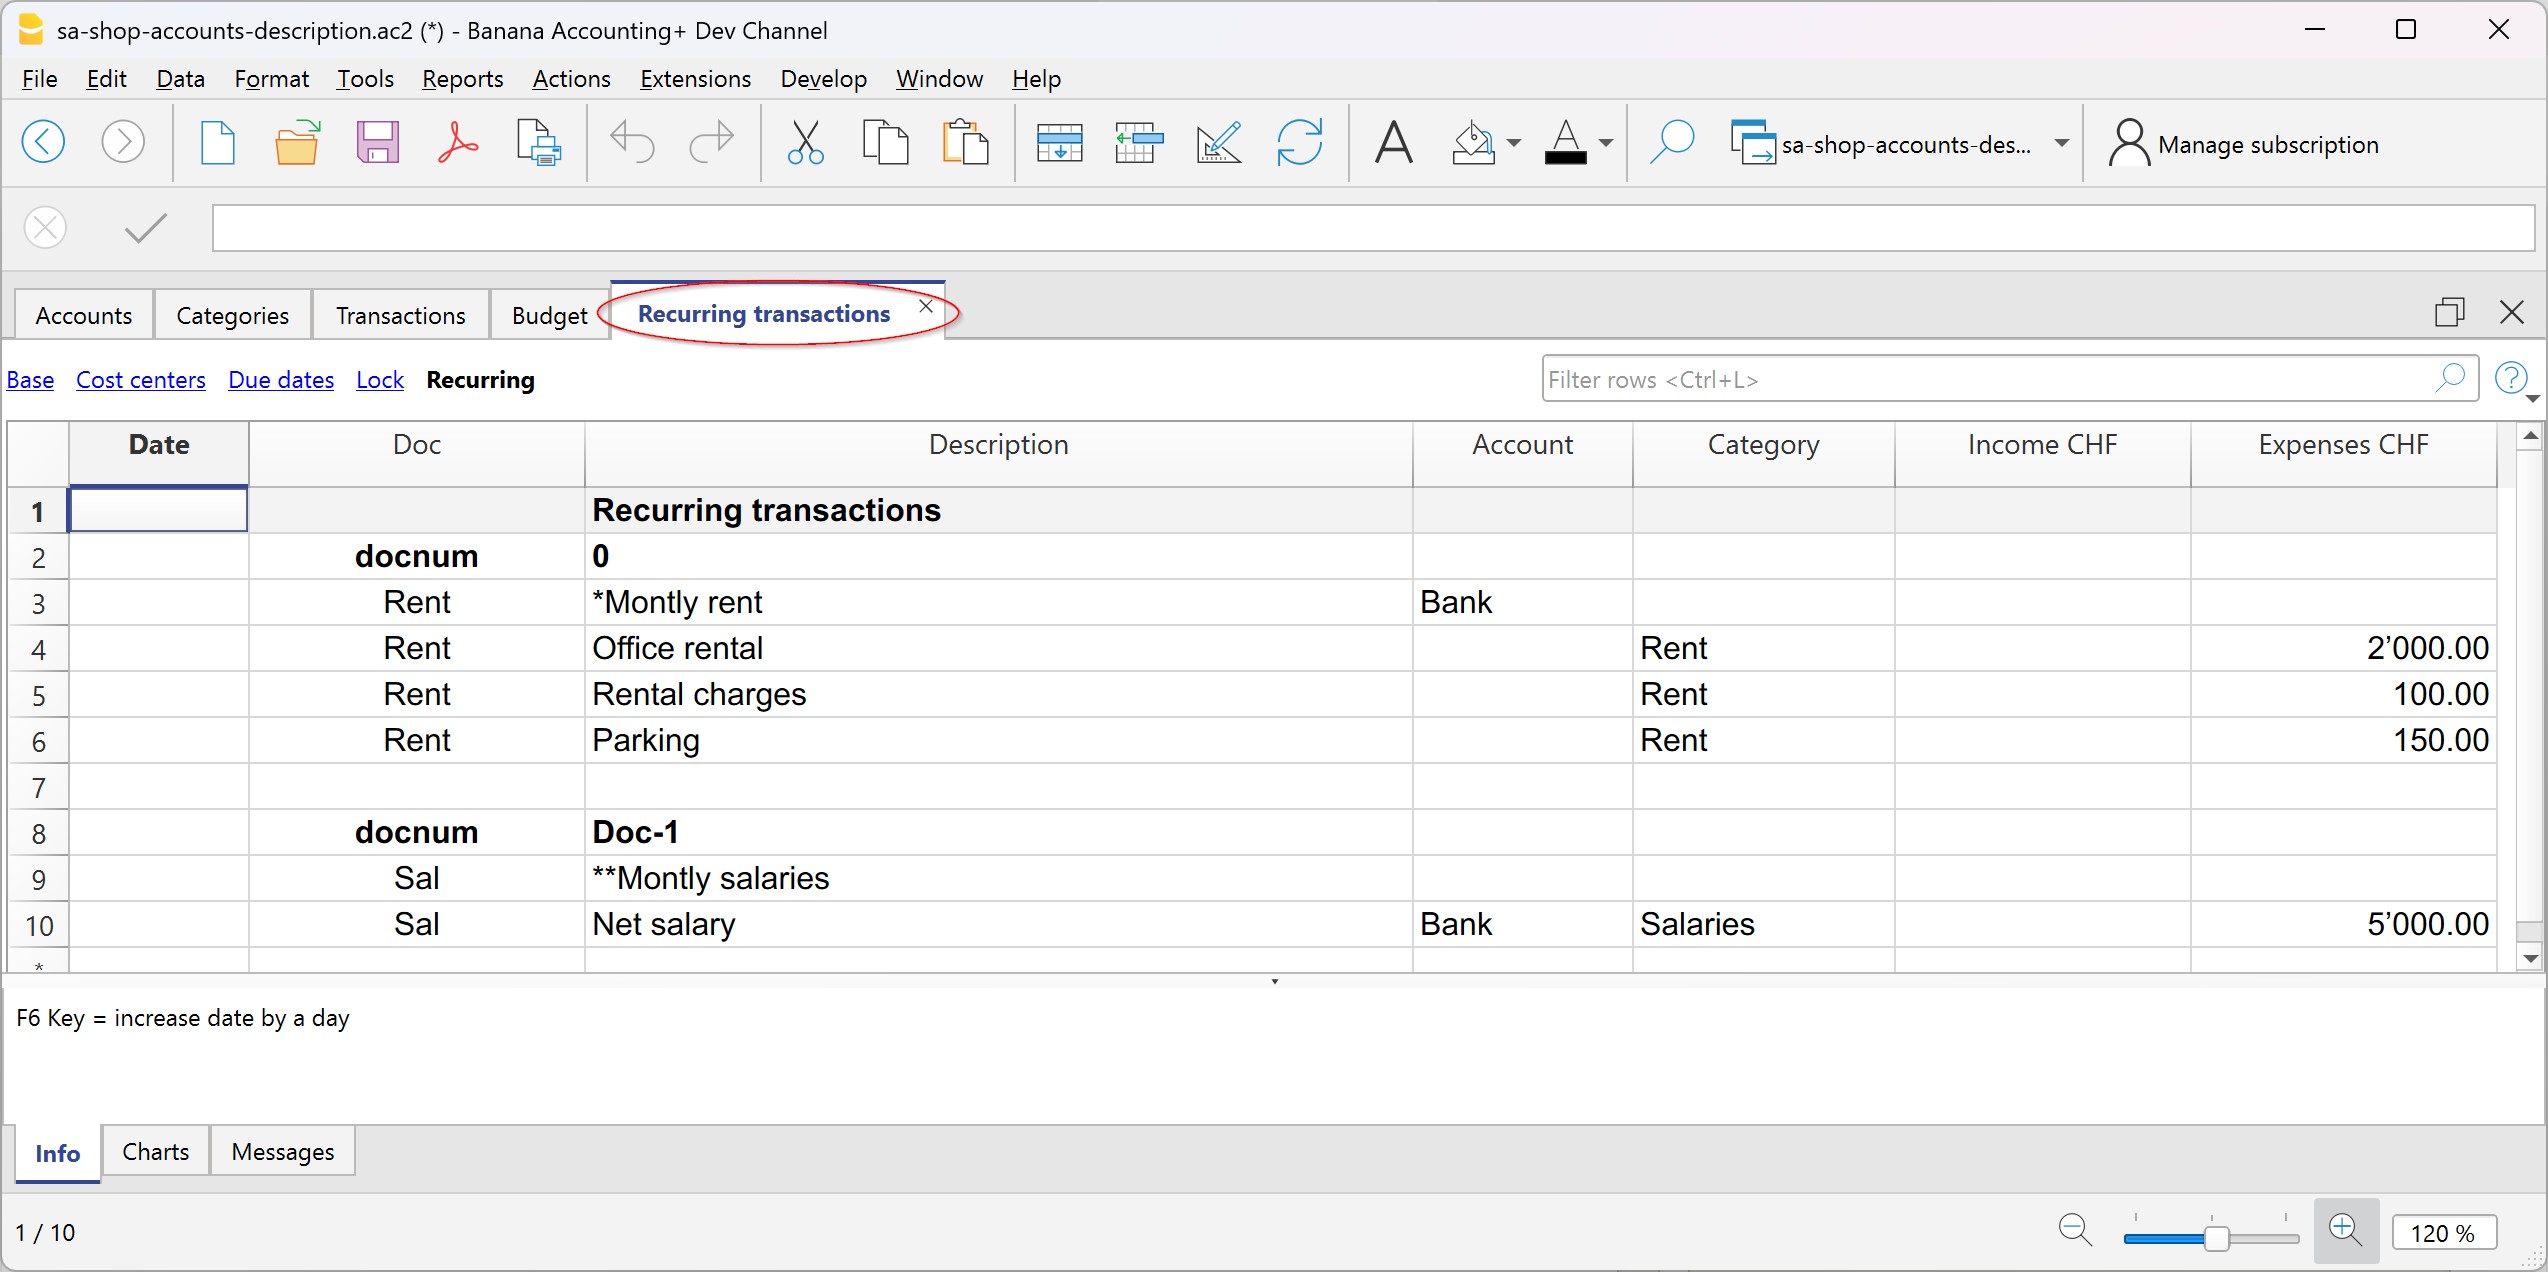 sa-shop-accounts-description.ac2 (*) - Banana Accounting+ Dev Channel
File Edit Data Format Tools Reports Actions Extensions Develop Window Help
sa-shop-accounts-des... Manage subscription
Accounts Categories Transactions Budget Recurring transactions
Base Cost centers Due dates Lock Recurring Filter rows <Ctrl+L>
Date Doc Description Account Category Income CHF Expenses CHF
1 Recurring transactions
2 docnum 0
3 Rent *Montly rent Bank
4 Rent Office rental Rent 2’000.00
5 Rent Rental charges Rent 100.00
6 Rent Parking Rent 150.00
7
8 docnum Doc-1
9 Sal **Montly salaries
10 Sal Net salary Bank Salaries 5’000.00
*
F6 Key = increase date by a day
Info Charts Messages
1 / 10 120 %